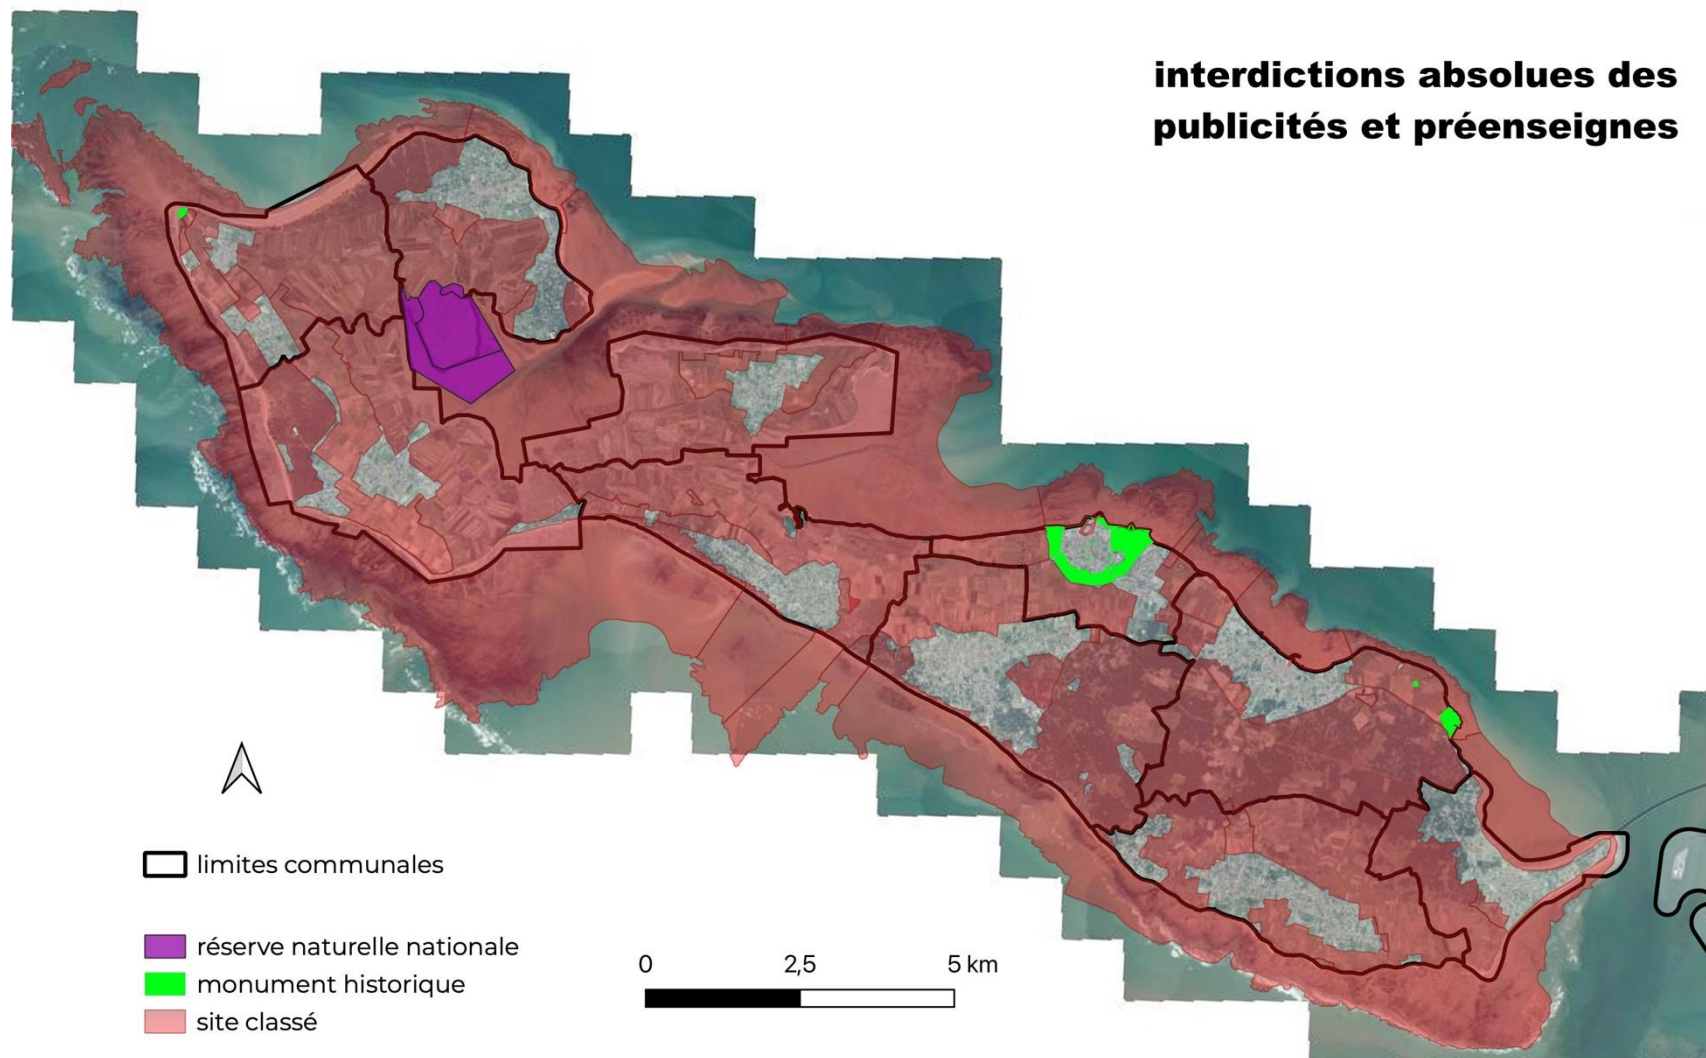 interdictions absolues des
publicités et préenseignes
limites communales
réserve naturelle nationale
monument historique
site classé
0 2,5 5 km